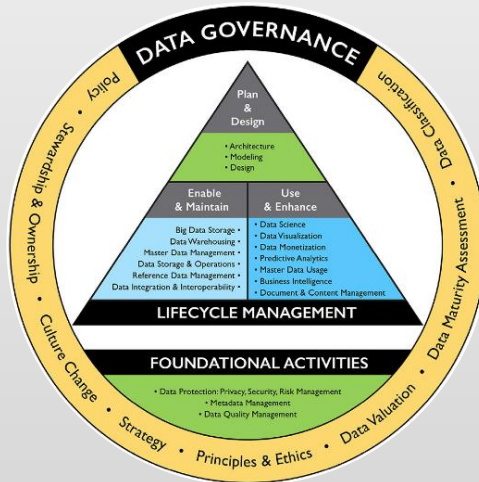 DATA GOVERNANCE
Policy • Stewardship & Ownership • Culture Change • Strategy • Principles & Ethics • Data Valuation • Data Maturity Assessment • Data Classification
Plan
&
Design
• Architecture
• Modeling
• Design
Enable
& Maintain
Big Data Storage •
Data Warehousing •
Master Data Management •
Data Storage & Operations •
Reference Data Management •
Data Integration & Interoperability •
Use
& Enhance
• Data Science
• Data Visualization
• Data Monetization
• Predictive Analytics
• Master Data Usage
• Business Intelligence
• Document & Content Management
LIFECYCLE MANAGEMENT
FOUNDATIONAL ACTIVITIES
• Data Protection: Privacy, Security, Risk Management
• Metadata Management
• Data Quality Management